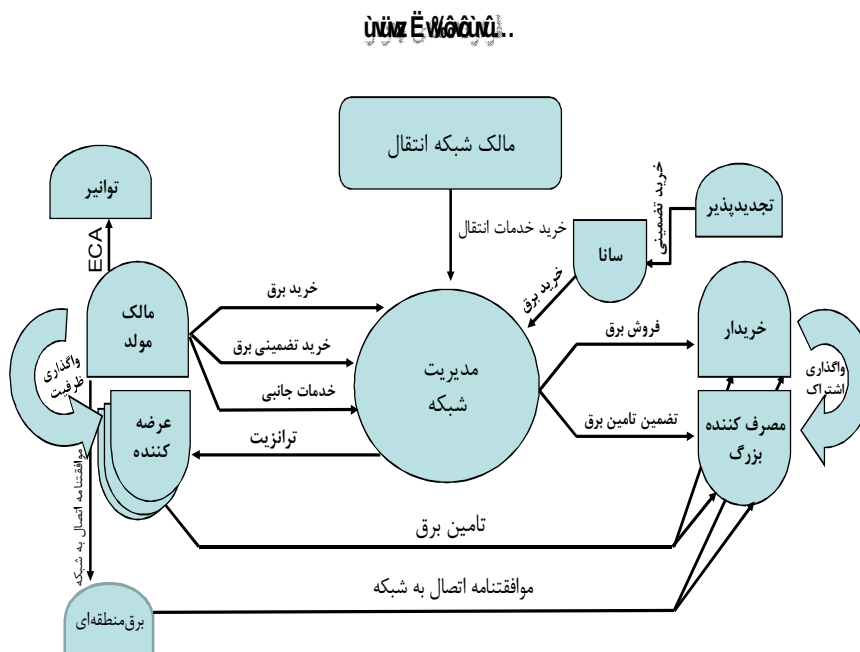 مالک شبکه انتقال
توانیر
تجدیدپذیر
خرید تضمینی
خرید خدمات انتقال
سانا
ECA
خرید برق
مالک
مولد
خرید برق
فروش برق
خریدار
واگذاری
ظرفیت
خرید تضمینی برق
مدیریت
شبکه
واگذاری
اشتراک
خدمات جانبی
تضمین تامین برق
مصرف کننده
بزرگ
عرضه
کننده
ترانزیت
موافقتنامه اتصال به شبکه
تامین برق
موافقتنامه اتصال به شبکه
برق‌منطقه‌ای